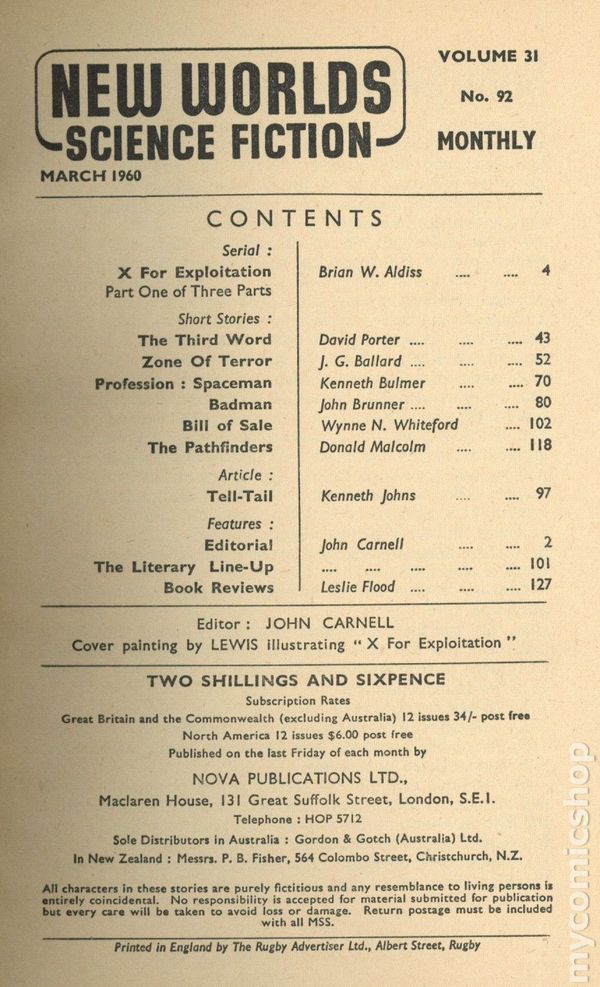 NEW WORLDS
SCIENCE FICTION
VOLUME 31
No. 92
MONTHLY
MARCH 1960
CONTENTS
Serial :
X For Exploitation Brian W. Aldiss .... .... 4
Part One of Three Parts
Short Stories :
The Third Word David Porter .... .... .... 43
Zone Of Terror J. G. Ballard .... .... .... 52
Profession : Spaceman Kenneth Bulmer .... .... 70
Badman John Brunner .... .... .... 80
Bill of Sale Wynne N. Whiteford .... 102
The Pathfinders Donald Malcolm .... .... 118
Article :
Tell-Tail Kenneth Johns .... .... 97
Features :
Editorial John Carnell .... .... 2
The Literary Line-Up .... .... .... .... .... 101
Book Reviews Leslie Flood .... .... .... 127
Editor : JOHN CARNELL
Cover painting by LEWIS illustrating “ X For Exploitation ”
TWO SHILLINGS AND SIXPENCE
Subscription Rates
Great Britain and the Commonwealth (excluding Australia) 12 issues 34/- post free
North America 12 issues $6.00 post free
Published on the last Friday of each month by
NOVA PUBLICATIONS LTD.,
Maclaren House, 131 Great Suffolk Street, London, S.E.1.
Telephone : HOP 5712
Sole Distributors in Australia : Gordon & Gotch (Australia) Ltd.
In New Zealand : Messrs. P. B. Fisher, 564 Colombo Street, Christchurch, N.Z.
All characters in these stories are purely fictitious and any resemblance to living persons is
entirely coincidental. No responsibility is accepted for material submitted for publication
but every care will be taken to avoid loss or damage. Return postage must be included
with all MSS.
Printed in England by The Rugby Advertiser Ltd., Albert Street, Rugby
mycomicshop